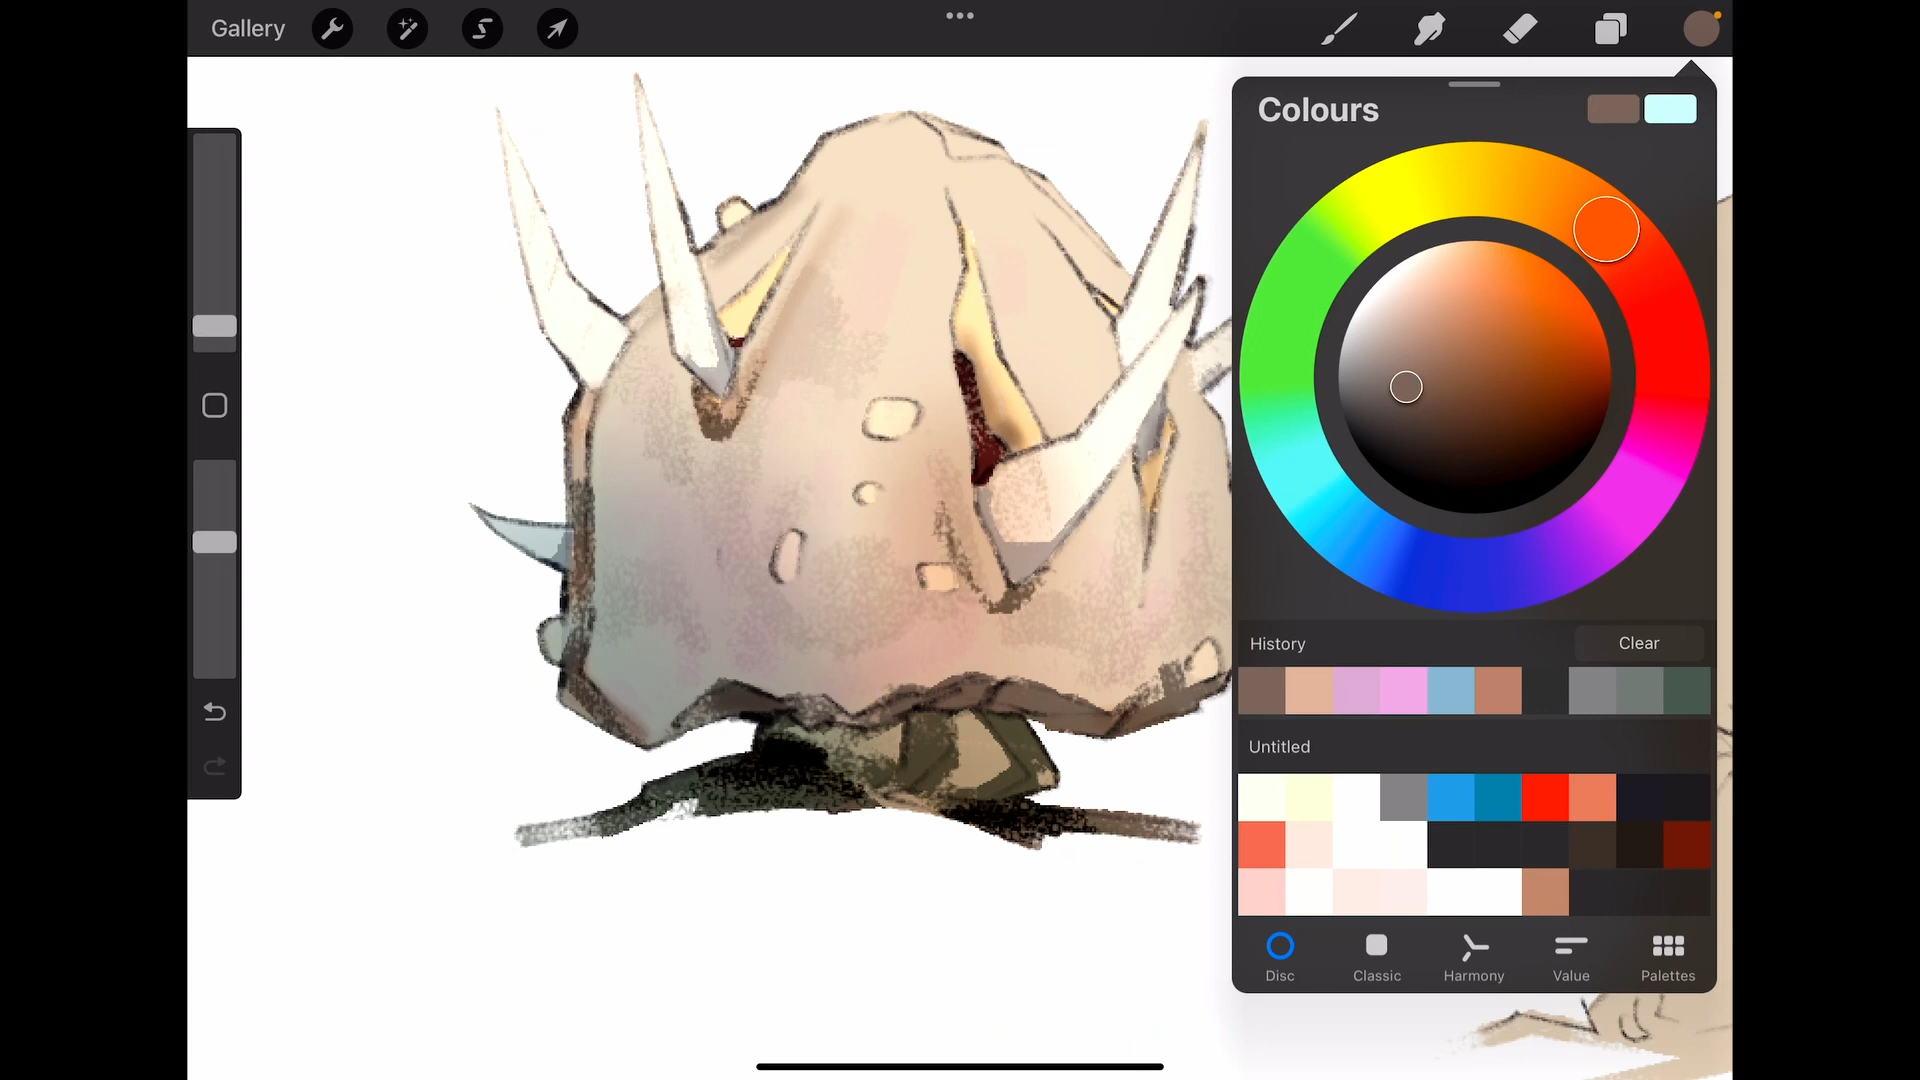 Gallery
Colours
History
Clear
Untitled
Disc
Classic
Harmony
Value
Palettes